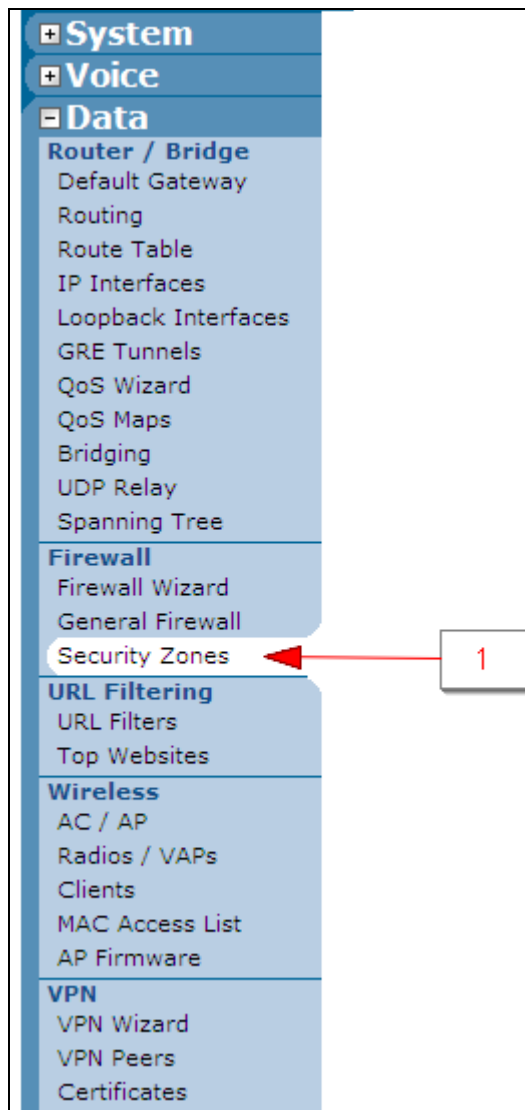 System
Voice
Data
Router / Bridge
Default Gateway
Routing
Route Table
IP Interfaces
Loopback Interfaces
GRE Tunnels
QoS Wizard
QoS Maps
Bridging
UDP Relay
Spanning Tree
Firewall
Firewall Wizard
General Firewall
Security Zones
1
URL Filtering
URL Filters
Top Websites
Wireless
AC / AP
Radios / VAPs
Clients
MAC Access List
AP Firmware
VPN
VPN Wizard
VPN Peers
Certificates